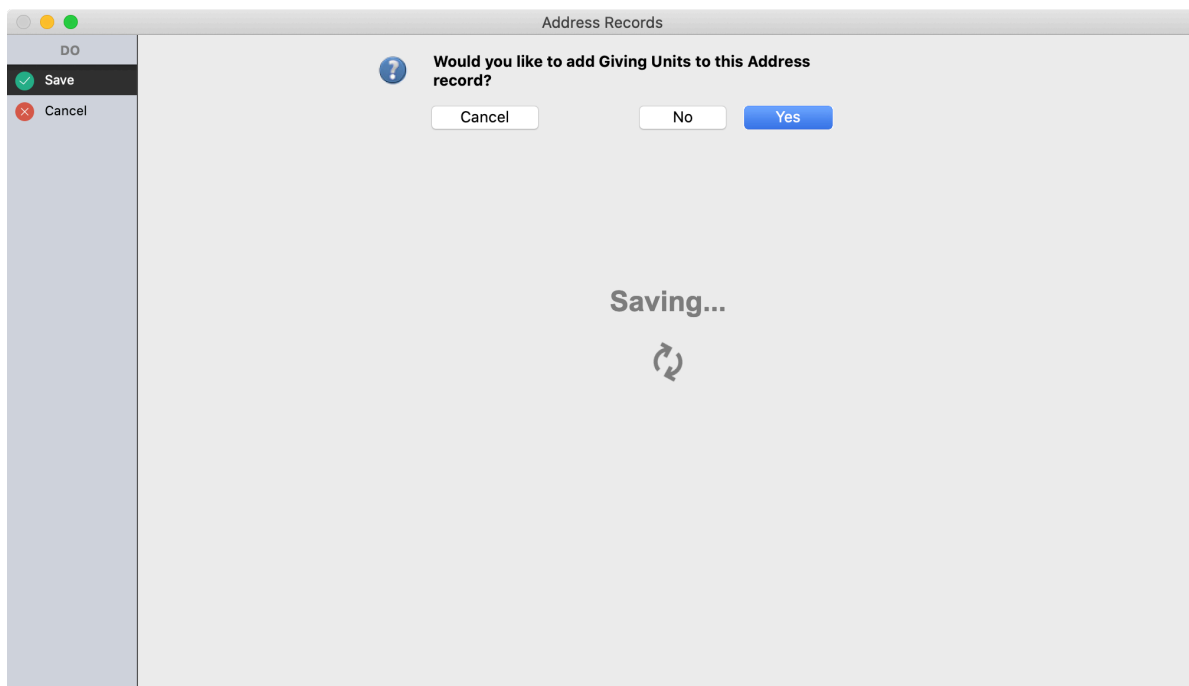 Address Records
DO
Save
Cancel
Would you like to add Giving Units to this Address
record?
Cancel
No
Yes
Saving...